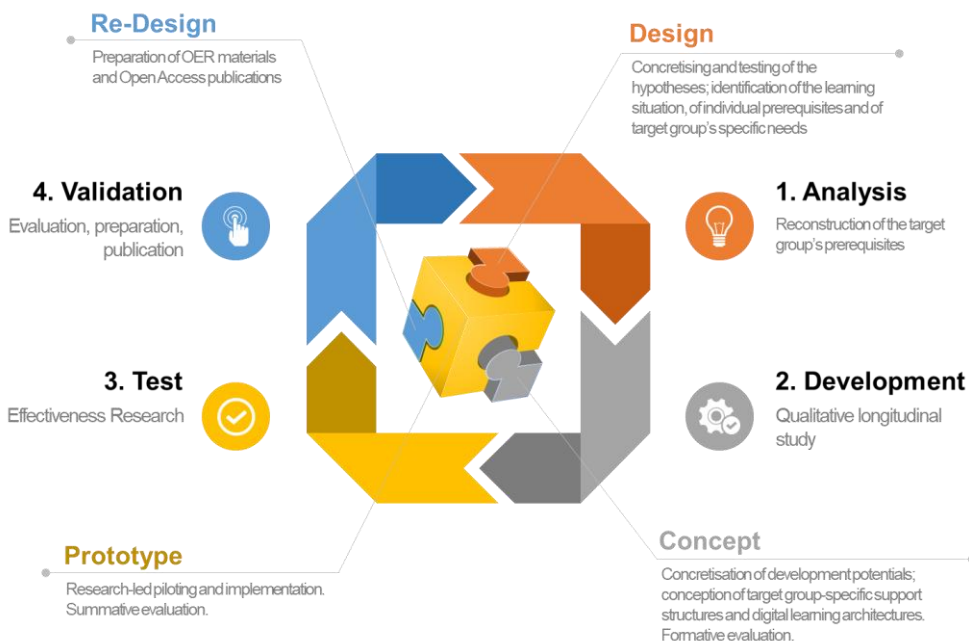 Re-Design
Preparation of OER materials
and Open Access publications
Design
Concretising and testing of the
hypotheses; identification of the learning
situation, of individual prerequisites and of
target group's specific needs
4. Validation
Evaluation, preparation,
publication
1. Analysis
Reconstruction of the target
group's prerequisites
3. Test
Effectiveness Research
2. Development
Qualitative longitudinal
study
Prototype
Research-led piloting and implementation.
Summative evaluation.
Concept
Concretisation of development potentials;
conception of target group-specific support
structures and digital learning architectures.
Formative evaluation.